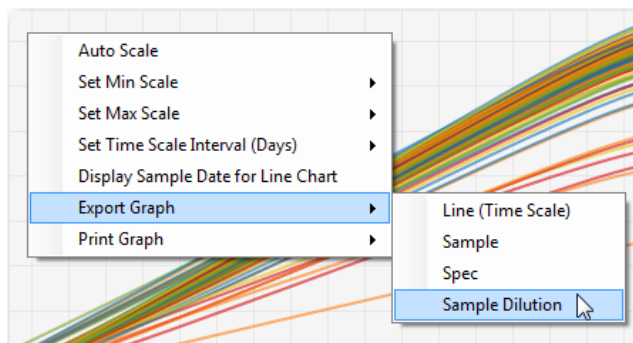 Auto Scale
Set Min Scale
Set Max Scale
Set Time Scale Interval (Days)
Display Sample Date for Line Chart
Export Graph
Print Graph
Line (Time Scale)
Sample
Spec
Sample Dilution